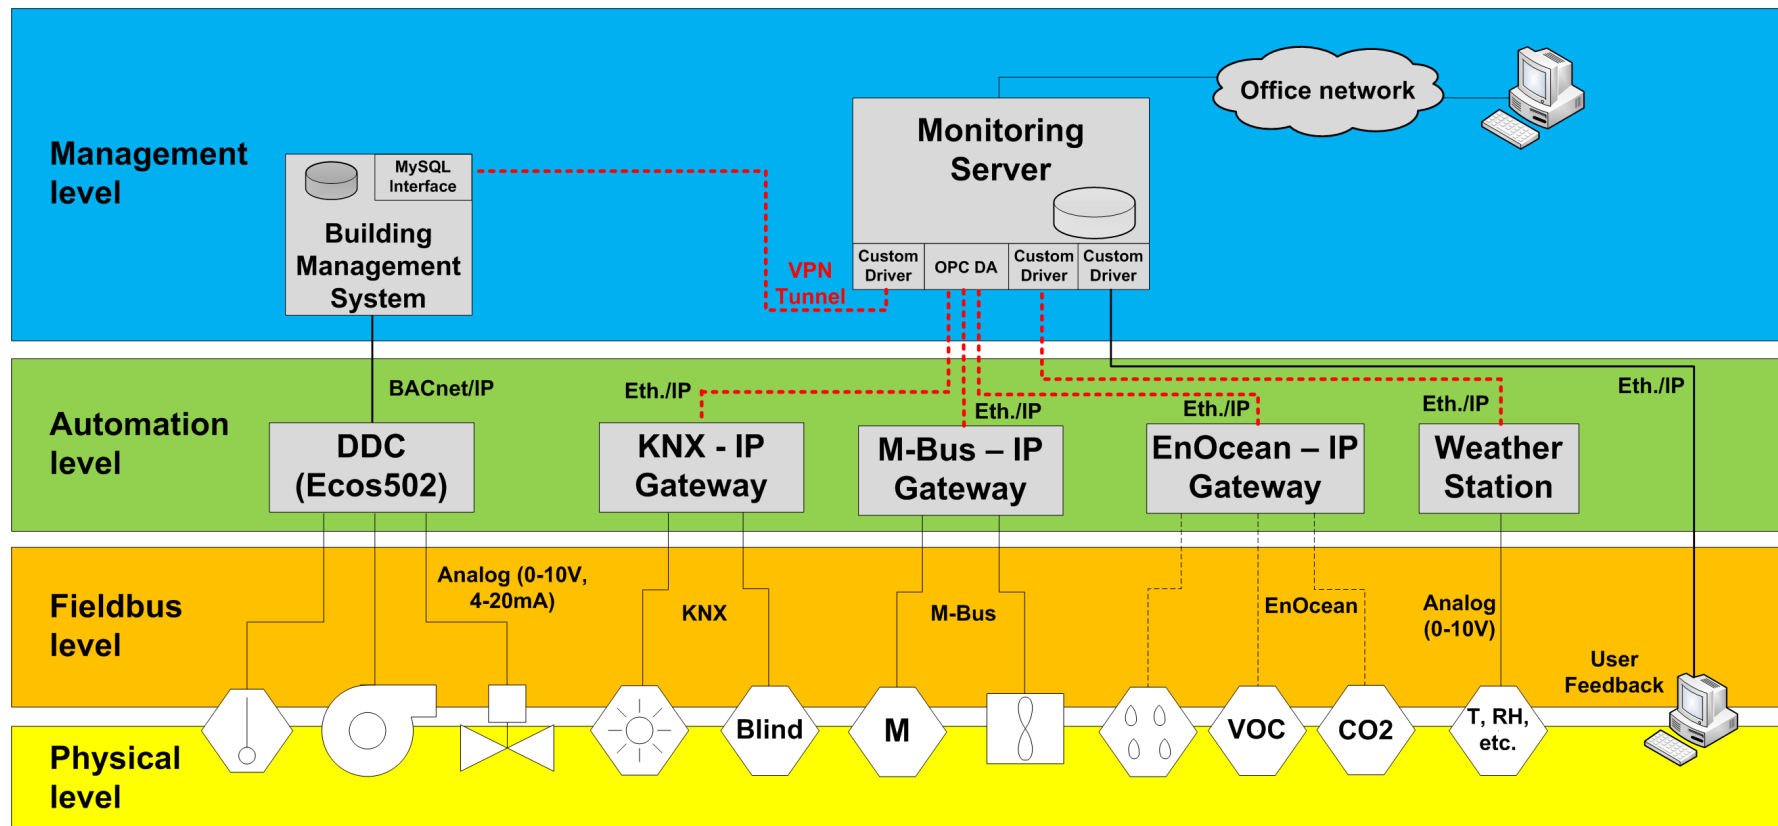 Management
level
MySQL
Interface
Building
Management
System
VPN
Tunnel
Monitoring
Server
Custom
Driver
OPC DA
Custom
Driver
Custom
Driver
Office network
Automation
level
BACnet/IP
Eth./IP
Eth./IP
Eth./IP
Eth./IP
Eth./IP
DDC
(Ecos502)
KNX - IP
Gateway
M-Bus – IP
Gateway
EnOcean – IP
Gateway
Weather
Station
Fieldbus
level
Analog (0-10V,
4-20mA)
KNX
M-Bus
EnOcean
Analog
(0-10V)
User
Feedback
Physical
level
Blind
M
VOC
CO2
T, RH,
etc.